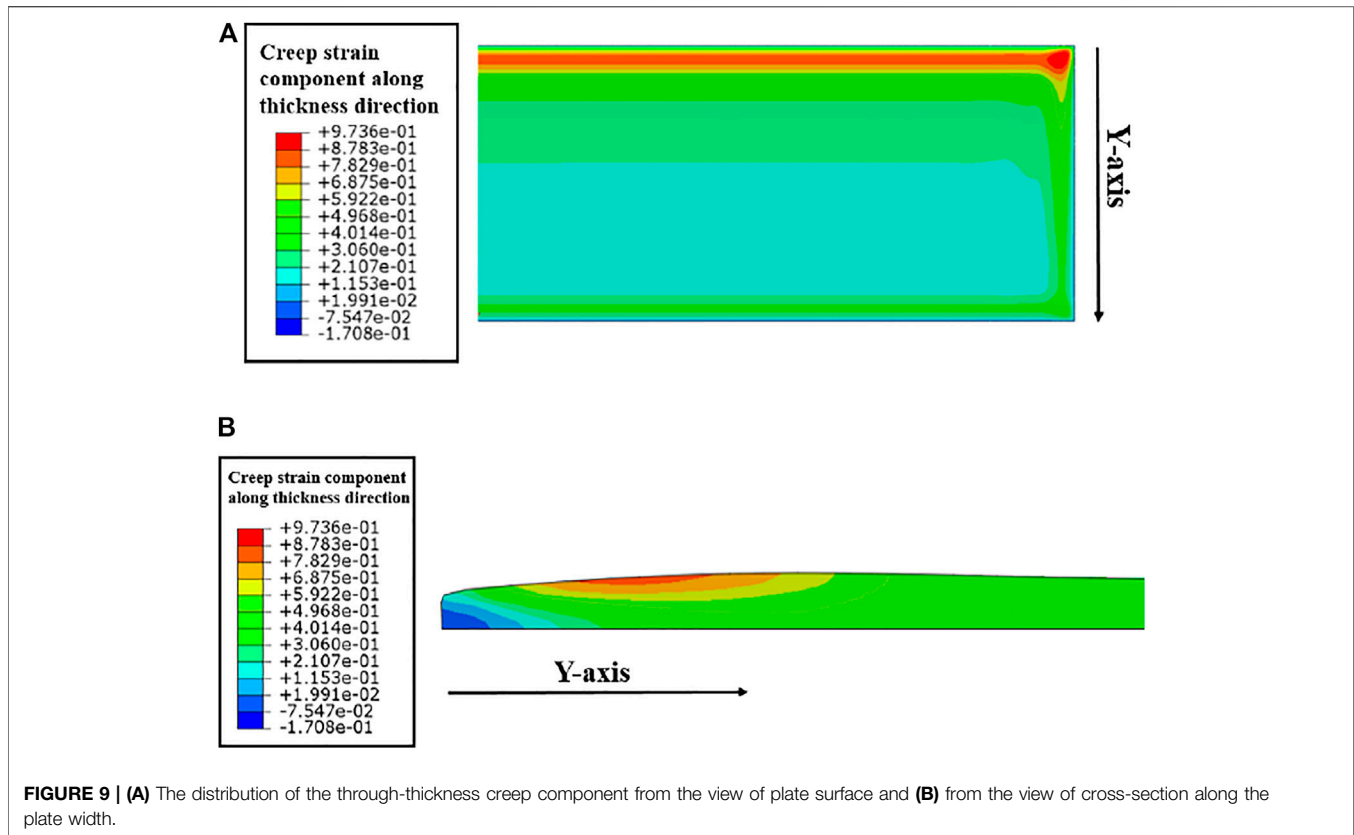 A
Creep strain
component along
thickness direction
+9.736e-01
+8.783e-01
+7.829e-01
+6.875e-01
+5.922e-01
+4.968e-01
+4.014e-01
+3.060e-01
+2.107e-01
+1.153e-01
+1.991e-02
-7.547e-02
-1.708e-01
Y-axis
B
Creep strain component
along thickness direction
+9.736e-01
+8.783e-01
+7.829e-01
+6.875e-01
+5.922e-01
+4.968e-01
+4.014e-01
+3.060e-01
+2.107e-01
+1.153e-01
+1.991e-02
-7.547e-02
-1.708e-01
Y-axis
FIGURE 9 | (A) The distribution of the through-thickness creep component from the view of plate surface and (B) from the view of cross-section along the
plate width.